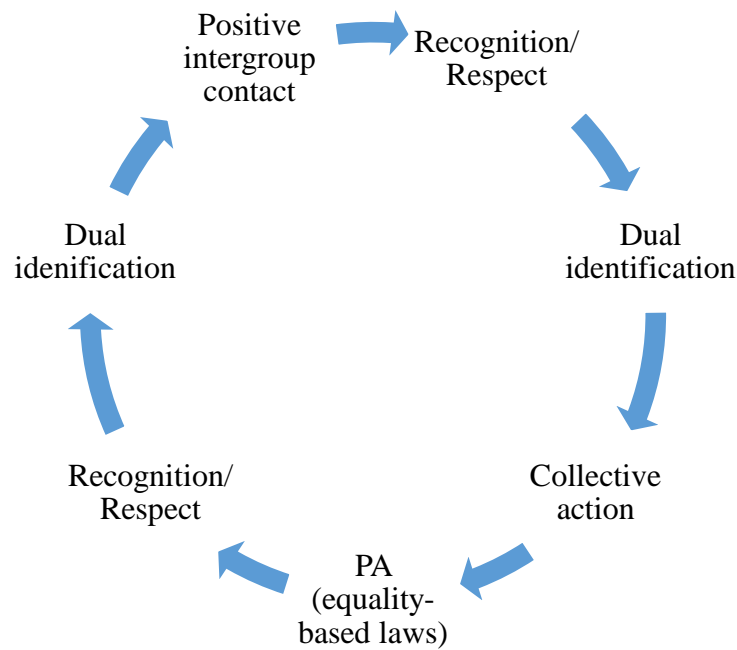 Positive
intergroup
contact
Recognition/
Respect
Dual
identification
Collective
action
PA
(equality-
based laws)
Recognition/
Respect
Dual
idenification